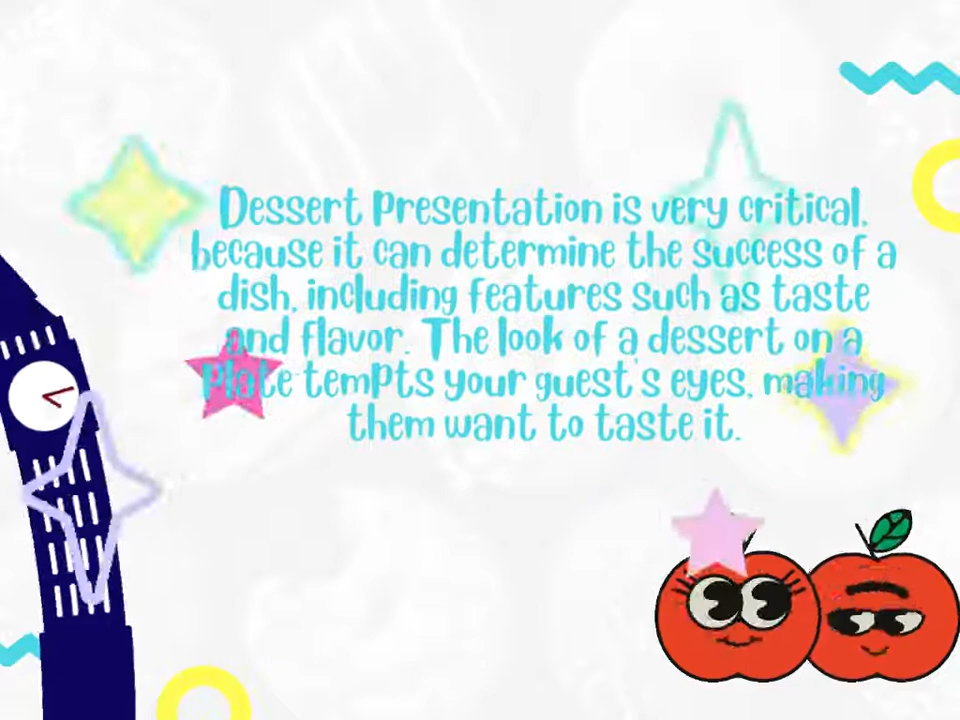 Dessert Presentation is very critical,
because it can determine the success of a
dish, including features such as taste
and flavor. The look of a dessert on a
Plate tempts your guest's eyes, making
them want to taste it.